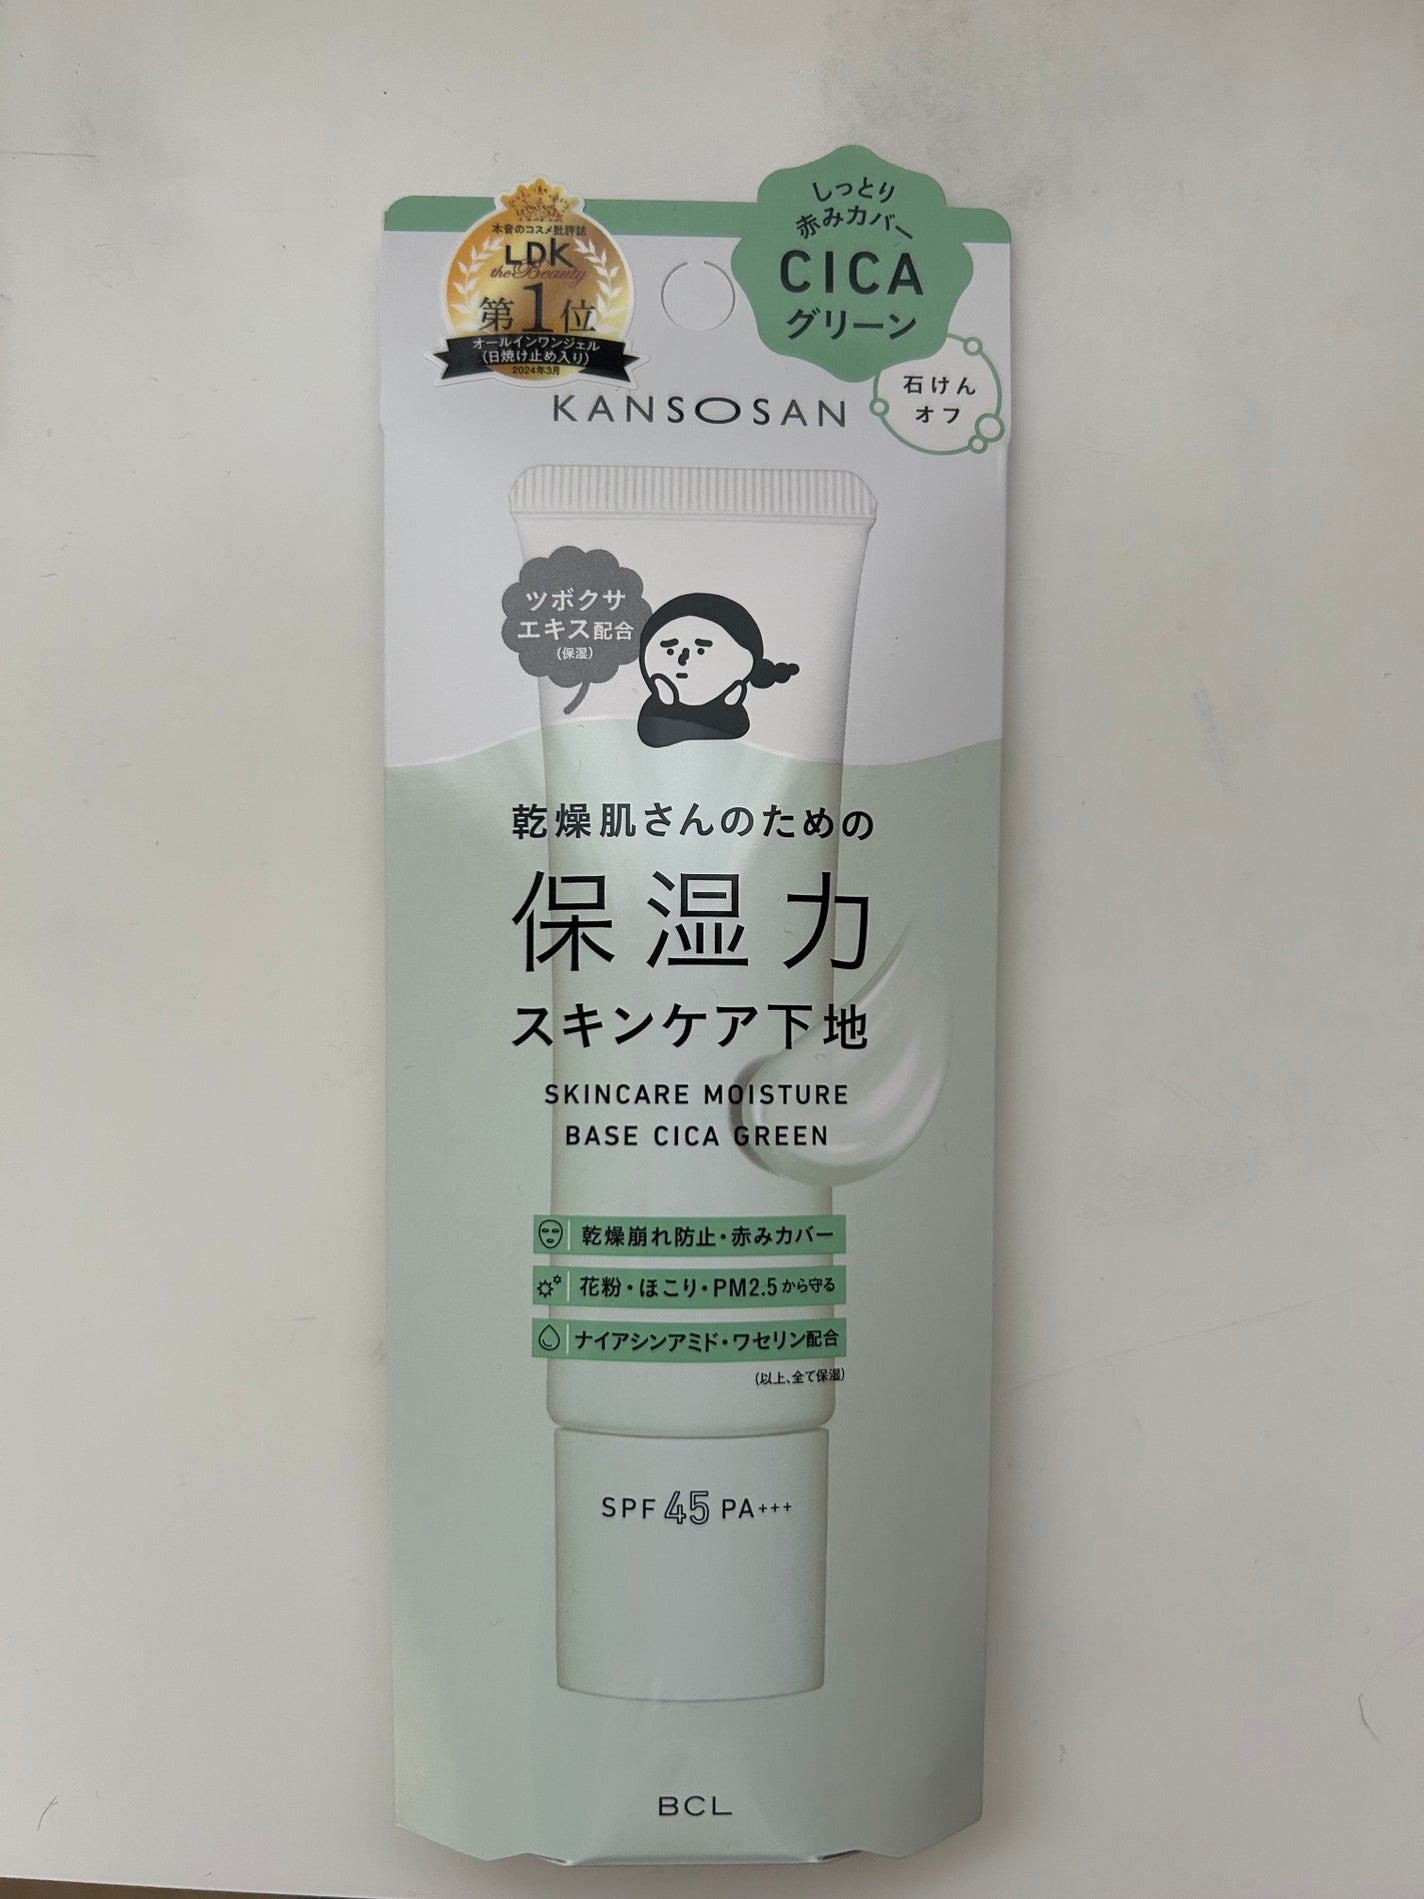 本音のコスメ批評誌
LDK
the Beauty
第1位
オールインワンジェル
(日焼け止め入り)
2024年3月
しっとり
赤みカバー
CICA
グリーン
石けん
オフ
KANSOSAN
ツボクサ
エキス配合
(保湿)
乾燥肌さんのための
保湿力
スキンケア下地
SKINCARE MOISTURE
BASE CICA GREEN
乾燥崩れ防止・赤みカバー
花粉・ほこり・PM2.5から守る
ナイアシンアミド・ワセリン配合
(以上、全て保湿)
SPF 45 PA+++
BCL